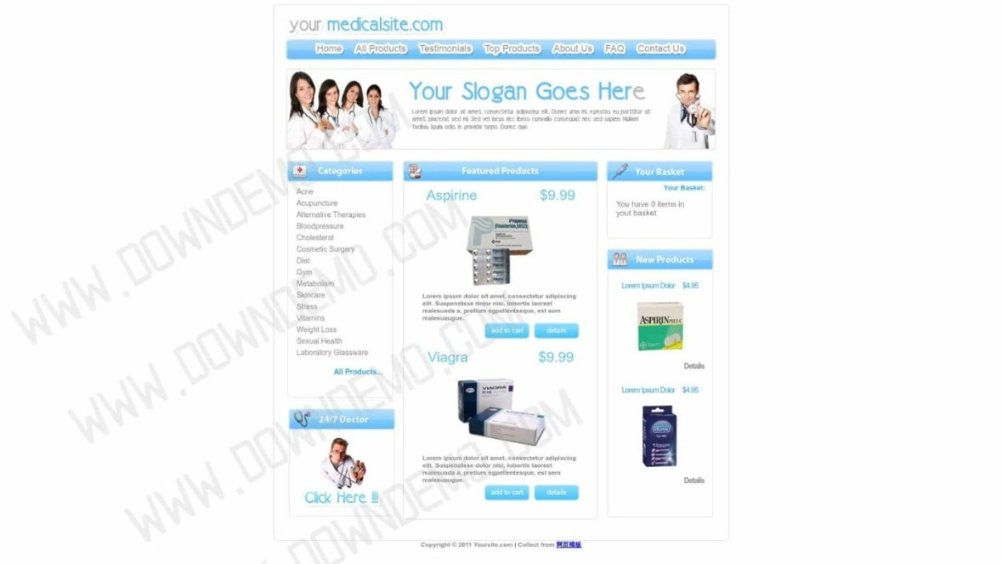 your medicalsite.com
Home All Products Testimonials Top Products About Us FAQ Contact Us
Your Slogan Goes Here
Lorem ipsum dolor sit amet, consectetur adipiscing elit. Donec urna mi, egestas eu porttitor sit
amet, placerat sed mi. Sed vel lacus nec libero convallis consequat nec sed sapien. Nullam
facilisis ligula odio, in gravida turpis. Donec quis
Categories
Acne
Acupuncture
Alternative Therapies
Bloodpressure
Cholesterol
Cosmetic Surgery
Diet
Gym
Metabolism
Skincare
Stress
Vitamins
Weight Loss
Sexual Health
Laboratory Glassware
All Products...
24/7 Doctor
Click Here !!!
Featured Products
Aspirine $9.99
Propecia
Lorem ipsum dolor sit amet, consectetur adipiscing
elit. Suspendisse dolor nisi, lobortis laoreet
malesuada a, pretium egpellentesque, est sem
malesuaugue.
add to cart details
Viagra $9.99
VIAGRA
Lorem ipsum dolor sit amet, consectetur adipiscing
elit. Suspendisse dolor nisi, lobortis laoreet
malesuada a, pretium egpellentesque, est sem
malesuaugue.
add to cart details
Your Basket
Your Basket:
You have 0 items in
yout basket
New Products
Lorem Ipsum Dolor $4.95
ASPIRIN PLUS C
Details
Lorem Ipsum Dolor $4.95
Details
Copyright © 2011 Yoursite.com | Collect from 网页模板
WWW.DOWNDEMO.COM
WWW.DOWNDEMO.COM
WWW.DOWNDEMO.COM
WWW.DOWNDEMO.COM